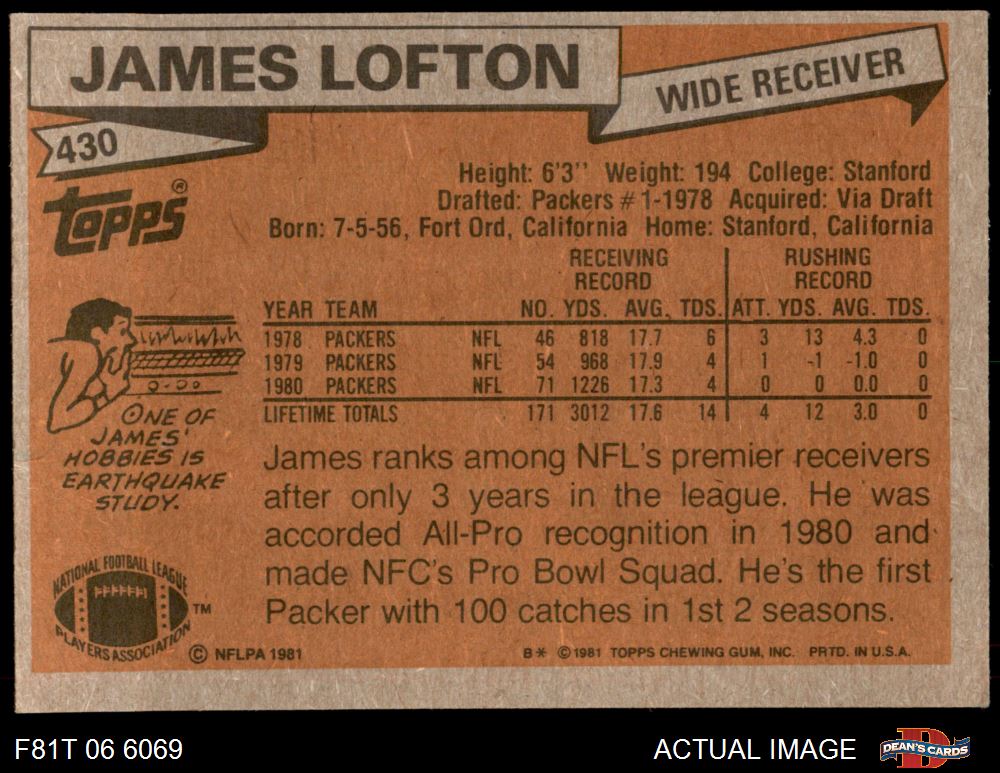 JAMES LOFTON
WIDE RECEIVER
430
TOPPS®
Height: 6'3'' Weight: 194 College: Stanford
Drafted: Packers #1-1978 Acquired: Via Draft
Born: 7-5-56, Fort Ord, California Home: Stanford, California
RECEIVING RECORD RUSHING RECORD
YEAR TEAM NO. YDS. AVG. TDS. ATT. YDS. AVG. TDS.
1978 PACKERS NFL 46 818 17.7 6 3 13 4.3 0
1979 PACKERS NFL 54 968 17.9 4 1 -1 -1.0 0
1980 PACKERS NFL 71 1226 17.3 4 0 0 0.0 0
LIFETIME TOTALS 171 3012 17.6 14 4 12 3.0 0
ONE OF
JAMES'
HOBBIES IS
EARTHQUAKE
STUDY.
James ranks among NFL's premier receivers
after only 3 years in the league. He was
accorded All-Pro recognition in 1980 and
made NFC's Pro Bowl Squad. He's the first
Packer with 100 catches in 1st 2 seasons.
NATIONAL FOOTBALL LEAGUE
PLAYERS ASSOCIATION
TM
© NFLPA 1981
B* © 1981 TOPPS CHEWING GUM, INC. PRTD. IN U.S.A.
F81T 06 6069
ACTUAL IMAGE
DEAN'S CARDS